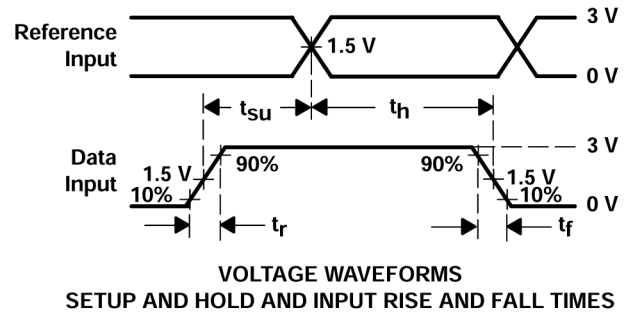 Reference
Input
3 V
1.5 V
0 V
tsu
th
Data
Input
3 V
1.5 V
90%
90%
1.5 V
10%
10%
0 V
tr
tf
VOLTAGE WAVEFORMS
SETUP AND HOLD AND INPUT RISE AND FALL TIMES